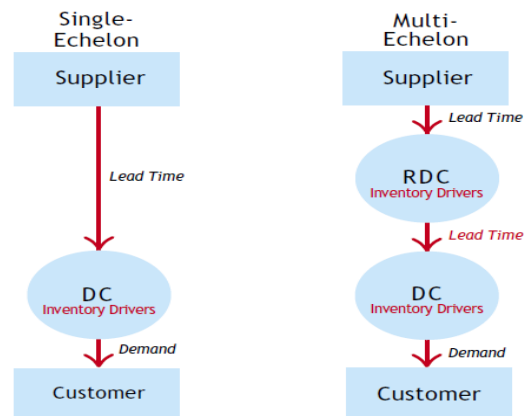 Single-
Echelon
Supplier
Lead Time
DC
Inventory Drivers
Demand
Customer
Multi-
Echelon
Supplier
Lead Time
RDC
Inventory Drivers
Lead Time
DC
Inventory Drivers
Demand
Customer